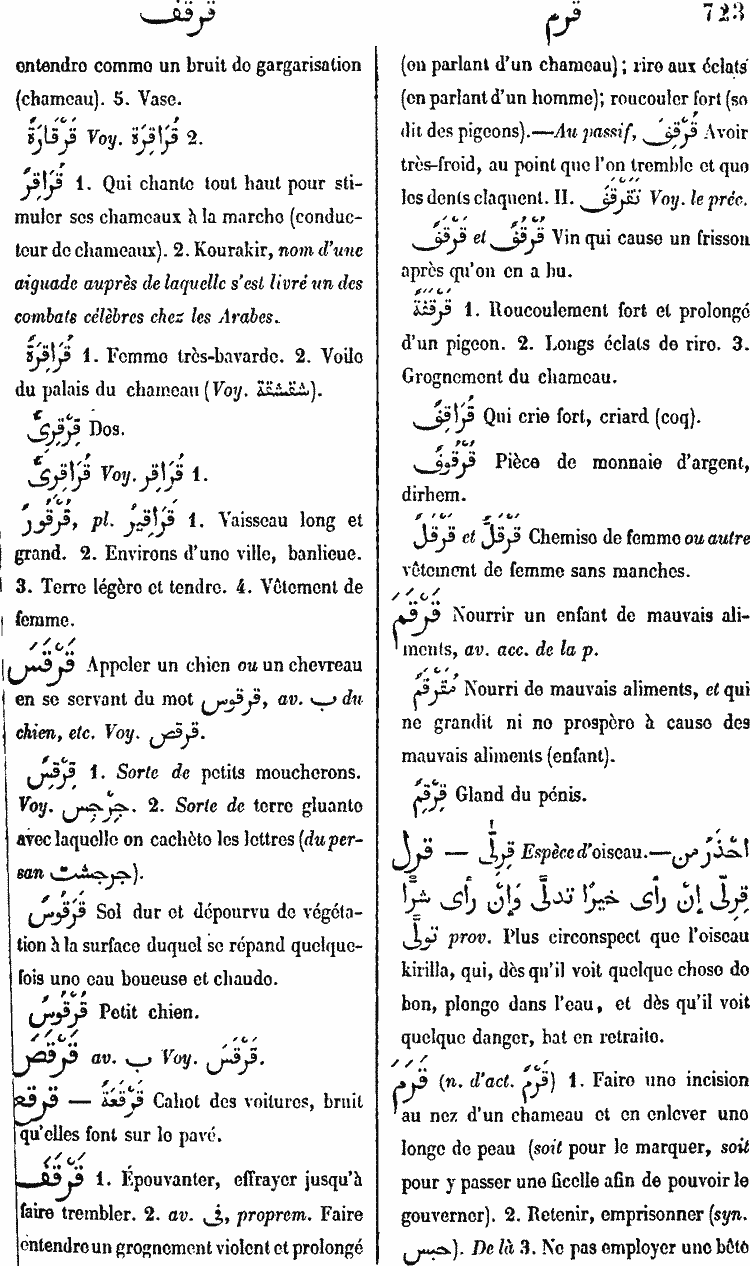 قرقف
قرم 723
entendre comme un bruit de gargarisation
(chameau). 5. Vase.
قَرْقَارَةٌ Voy. قُرَاقِرَةٌ 2.
قُرَاقِرٌ 1. Qui chante tout haut pour sti-
muler ses chameaux à la marche (conduc-
teur de chameaux). 2. Kourakir, nom d'une
aiguade auprès de laquelle s'est livré un des
combats célèbres chez les Arabes.
قُرَاقِرَةٌ 1. Femme très-bavarde. 2. Voile
du palais du chameau (Voy. شقشقة).
قِرْقِرِىٌّ Dos.
قُرَاقِرِىٌّ Voy. قُرَاقِر 1.
قُرْقُورٌ, pl. قَرَاقِيرُ 1. Vaisseau long et
grand. 2. Environs d'une ville, banlieue.
3. Terre légère et tendre. 4. Vêtement de
femme.
قَرْقَسَ Appeler un chien ou un chevreau
en se servant du mot قرقوس, av. ب du
chien, etc. Voy. قرقص.
قِرْقِسٌ 1. Sorte de petits moucherons.
Voy. جِرْجِس. 2. Sorte de terre gluante
avec laquelle on cachète les lettres (du per-
san جرجشت).
قَرَقُوسٌ Sol dur et dépourvu de végéta-
tion à la surface duquel se répand quelque-
fois une eau boueuse et chaude.
قُرْقُوسٌ Petit chien.
قَرْقَصَ av. ب Voy. قَرْقَسَ.
قرقع — قَرْقَعَةٌ Cahot des voitures, bruit
qu'elles font sur le pavé.
قَرْقَفَ 1. Épouvanter, effrayer jusqu'à
faire trembler. 2. av. فى, proprem. Faire
entendre un grognement violent et prolongé
(en parlant d'un chameau); rire aux éclats
(en parlant d'un homme); roucouler fort (se
dit des pigeons).—Au passif, قُرْقِفَ Avoir
très-froid, au point que l'on tremble et que
les dents claquent. II. تَقَرْقَفَ Voy. le préc.
قَرْقَفٌ et قُرْقُفٌ Vin qui cause un frisson
après qu'on en a bu.
قَرْقَفَةٌ 1. Roucoulement fort et prolongé
d'un pigeon. 2. Longs éclats de rire. 3.
Grognement du chameau.
قُرَاقِفٌ Qui crie fort, criard (coq).
قُرْقُوفٌ Pièce de monnaie d'argent,
dirhem.
قَرْقَلٌ et قَرْقَلٌّ Chemise de femme ou autre
vêtement de femme sans manches.
قَرْقَمَ Nourrir un enfant de mauvais ali-
ments, av. acc. de la p.
مُقَرْقَمٌ Nourri de mauvais aliments, et qui
ne grandit ni ne prospère à cause des
mauvais aliments (enfant).
قِرْقِمٌ Gland du pénis.
قرل — قِرِلَّى Espèce d'oiseau.—احْذَرُ من
قِرِلَّى إِنْ رأى خيرًا تدلَّى وَإِنْ رأى شرًّا
تولَّى prov. Plus circonspect que l'oiseau
kirilla, qui, dès qu'il voit quelque chose de
bon, plonge dans l'eau, et dès qu'il voit
quelque danger, bat en retraite.
قَرَمَ (n. d'act. قَرْمٌ) 1. Faire une incision
au nez d'un chameau et en enlever une
longe de peau (soit pour le marquer, soit
pour y passer une ficelle afin de pouvoir le
gouverner). 2. Retenir, emprisonner (syn.
حبس). De là 3. Ne pas employer une bête